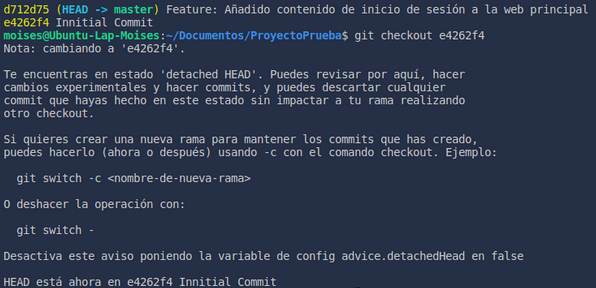 d712d75 (HEAD -> master) Feature: Añadido contenido de inicio de sesión a la web principal
e4262f4 Innitial Commit
moises@Ubuntu-Lap-Moises:~/Documentos/ProyectoPrueba$ git checkout e4262f4
Nota: cambiando a 'e4262f4'.
Te encuentras en estado 'detached HEAD'. Puedes revisar por aquí, hacer
cambios experimentales y hacer commits, y puedes descartar cualquier
commit que hayas hecho en este estado sin impactar a tu rama realizando
otro checkout.
Si quieres crear una nueva rama para mantener los commits que has creado,
puedes hacerlo (ahora o después) usando -c con el comando checkout. Ejemplo:
git switch -c <nombre-de-nueva-rama>
O deshacer la operación con:
git switch -
Desactiva este aviso poniendo la variable de config advice.detachedHead en false
HEAD está ahora en e4262f4 Innitial Commit